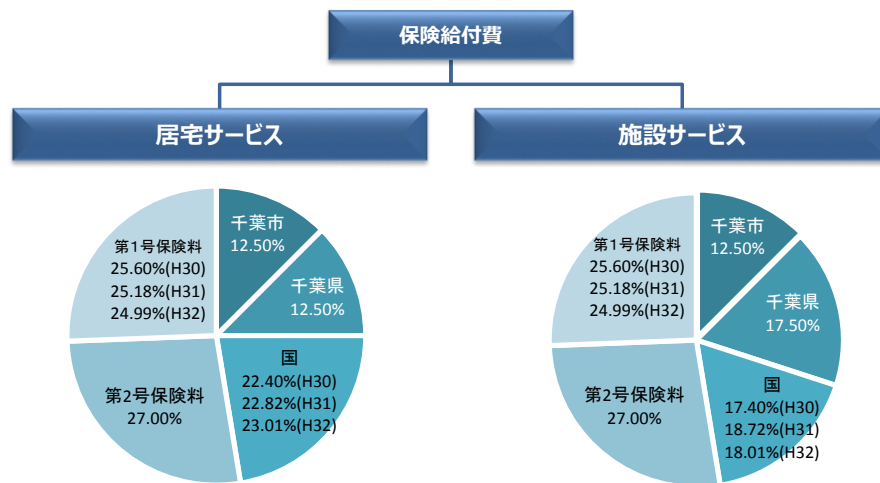 保険給付費
居宅サービス
施設サービス
千葉市
12.50%
千葉県
12.50%
国
22.40%(H30)
22.82%(H31)
23.01%(H32)
第2号保険料
27.00%
第1号保険料
25.60%(H30)
25.18%(H31)
24.99%(H32)
千葉市
12.50%
千葉県
17.50%
国
17.40%(H30)
18.72%(H31)
18.01%(H32)
第2号保険料
27.00%
第1号保険料
25.60%(H30)
25.18%(H31)
24.99%(H32)